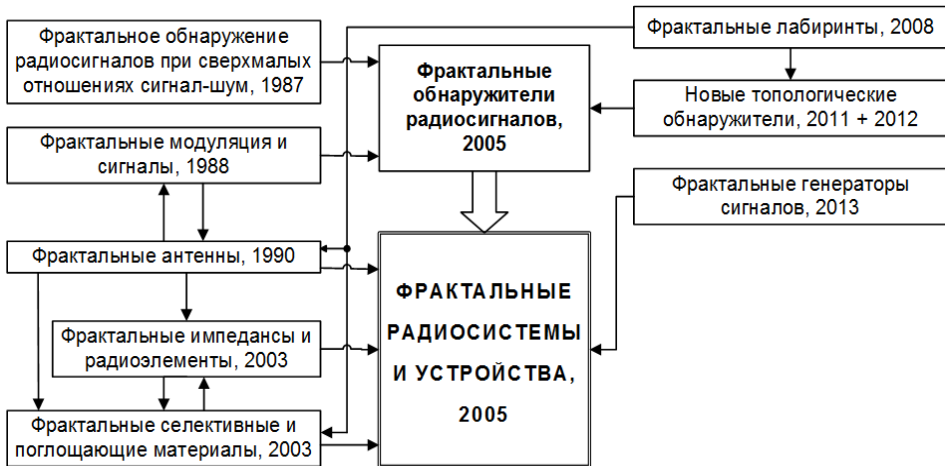 Фрактальное обнаружение
радиосигналов при сверхмалых
отношениях сигнал-шум, 1987
Фрактальные модуляция и
сигналы, 1988
Фрактальные антенны, 1990
Фрактальные импедансы и
радиоэлементы, 2003
Фрактальные селективные и
поглощающие материалы, 2003
Фрактальные
обнаружители
радиосигналов,
2005
ФРАКТАЛЬНЫЕ
РАДИОСИСТЕМЫ
И УСТРОЙСТВА,
2005
Фрактальные лабиринты, 2008
Новые топологические
обнаружители, 2011 + 2012
Фрактальные генераторы
сигналов, 2013